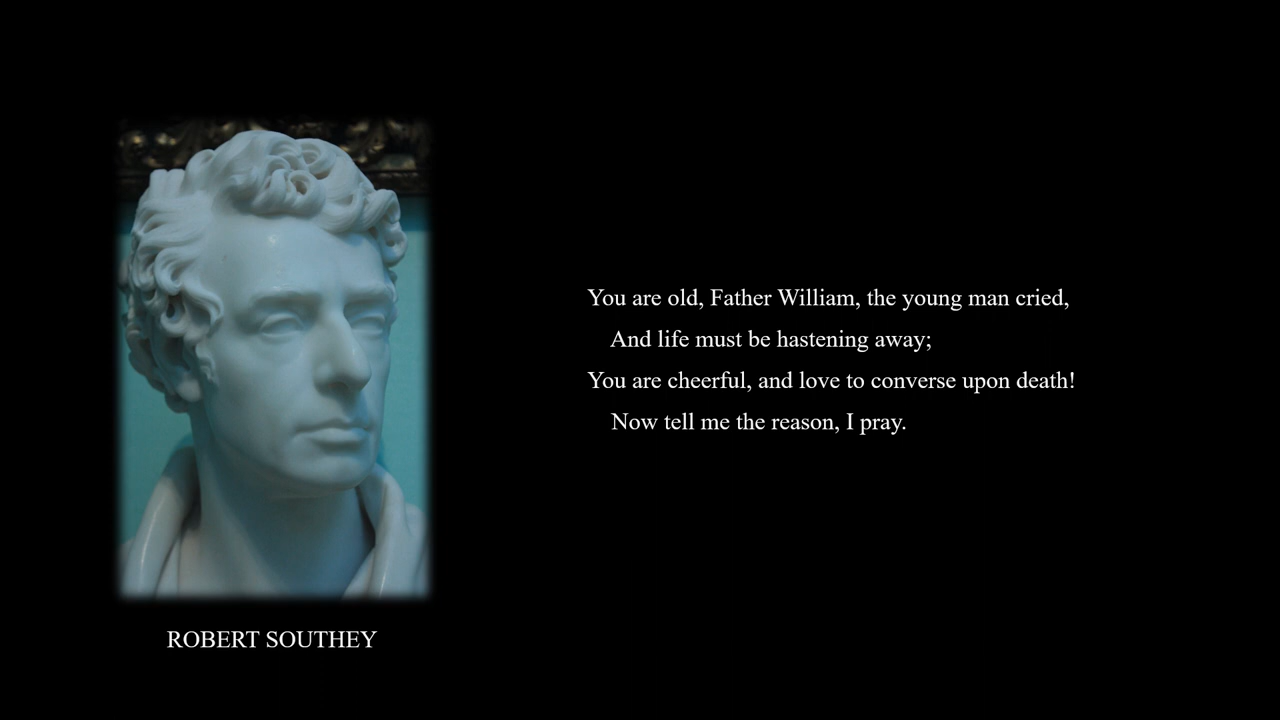 You are old, Father William, the young man cried,
And life must be hastening away;
You are cheerful, and love to converse upon death!
Now tell me the reason, I pray.
ROBERT SOUTHEY